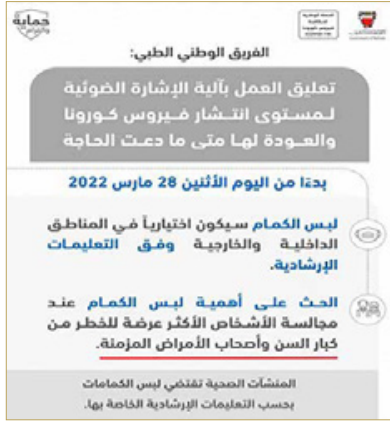 حماية
الفريق الوطني الطبي:
تعليق العمل بآلية الإشارة الضوئية
لـمستوى انتشار فيروس كورونا
والعودة لها متى ما دعت الحاجة
بدءًا من اليوم الأثنين 28 مارس 2022
لبس الكمام سيكون اختيارياً في المناطق
الداخلية والخارجية وفق التعليمات
الإرشادية.
الحث على أهمية لبس الكمام عند
مجالسة الأشخاص الأكثر عرضة للخطر من
كبار السن وأصحاب الأمراض المزمنة.
المنشآت الصحية تقتضي لبس الكمامات
بحسب التعليمات الإرشادية الخاصة بها.